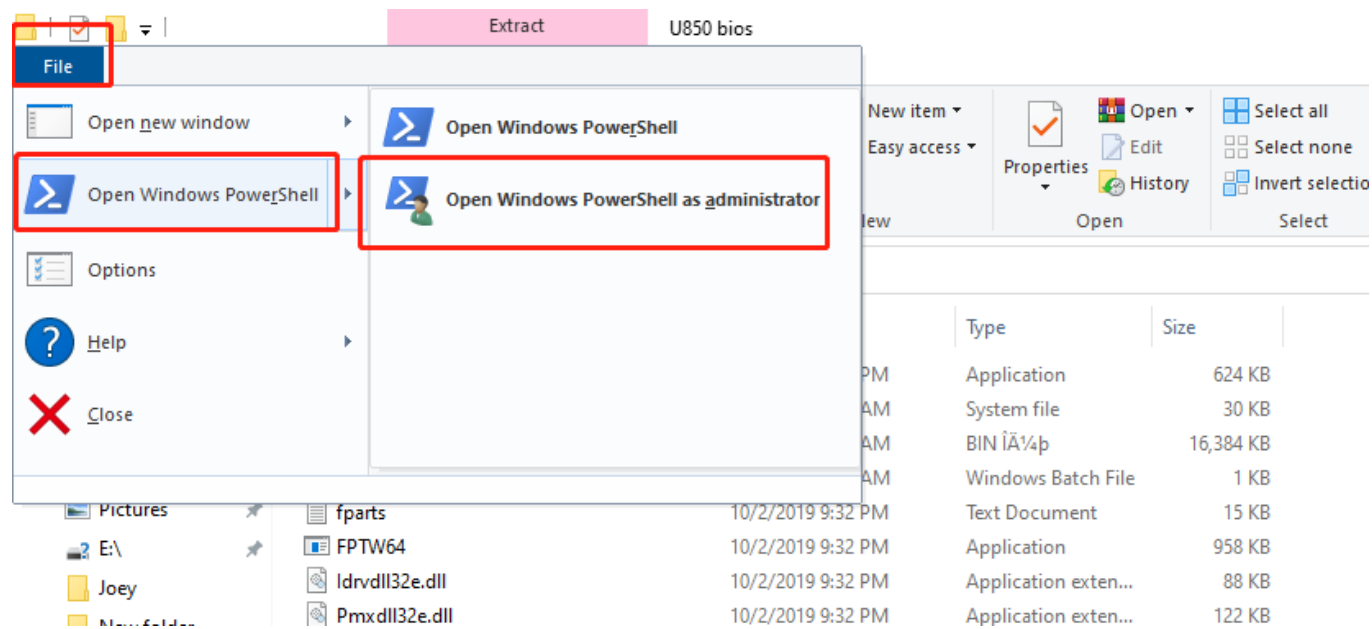 Extract
U850 bios
File
Open new window
Open Windows PowerShell
Options
Help
Close
Open Windows PowerShell
Open Windows PowerShell as administrator
New item
Easy access
Properties
Open
Edit
History
Open
Select all
Select none
Invert selectio
Select
Type
Size
PM
Application
624 KB
AM
System file
30 KB
AM
BIN ÎÄ¼þ
16,384 KB
AM
Windows Batch File
1 KB
Pictures
fparts
10/2/2019 9:32 PM
Text Document
15 KB
E:\
FPTW64
10/2/2019 9:32 PM
Application
958 KB
Joey
Idrvdll32e.dll
10/2/2019 9:32 PM
Application exten...
88 KB
New folder
Pmxdll32e.dll
10/2/2019 9:32 PM
Application exten...
122 KB